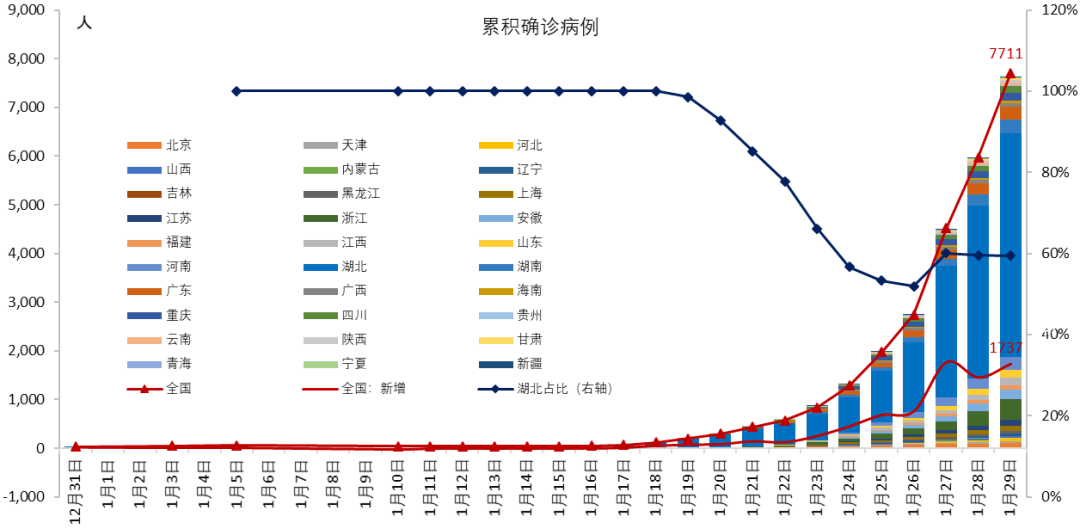 累积确诊病例
人
9,000
8,000
7,000
6,000
5,000
4,000
3,000
2,000
1,000
0
-1,000
120%
100%
80%
60%
40%
20%
0%
7711
1737
北京 天津 河北
山西 内蒙古 辽宁
吉林 黑龙江 上海
江苏 浙江 安徽
福建 江西 山东
河南 湖北 湖南
广东 广西 海南
重庆 四川 贵州
云南 陕西 甘肃
青海 宁夏 新疆
全国 全国：新增 湖北占比（右轴）
12月31日
1月1日
1月2日
1月3日
1月4日
1月5日
1月6日
1月7日
1月8日
1月9日
1月10日
1月11日
1月12日
1月13日
1月14日
1月15日
1月16日
1月17日
1月18日
1月19日
1月20日
1月21日
1月22日
1月23日
1月24日
1月25日
1月26日
1月27日
1月28日
1月29日